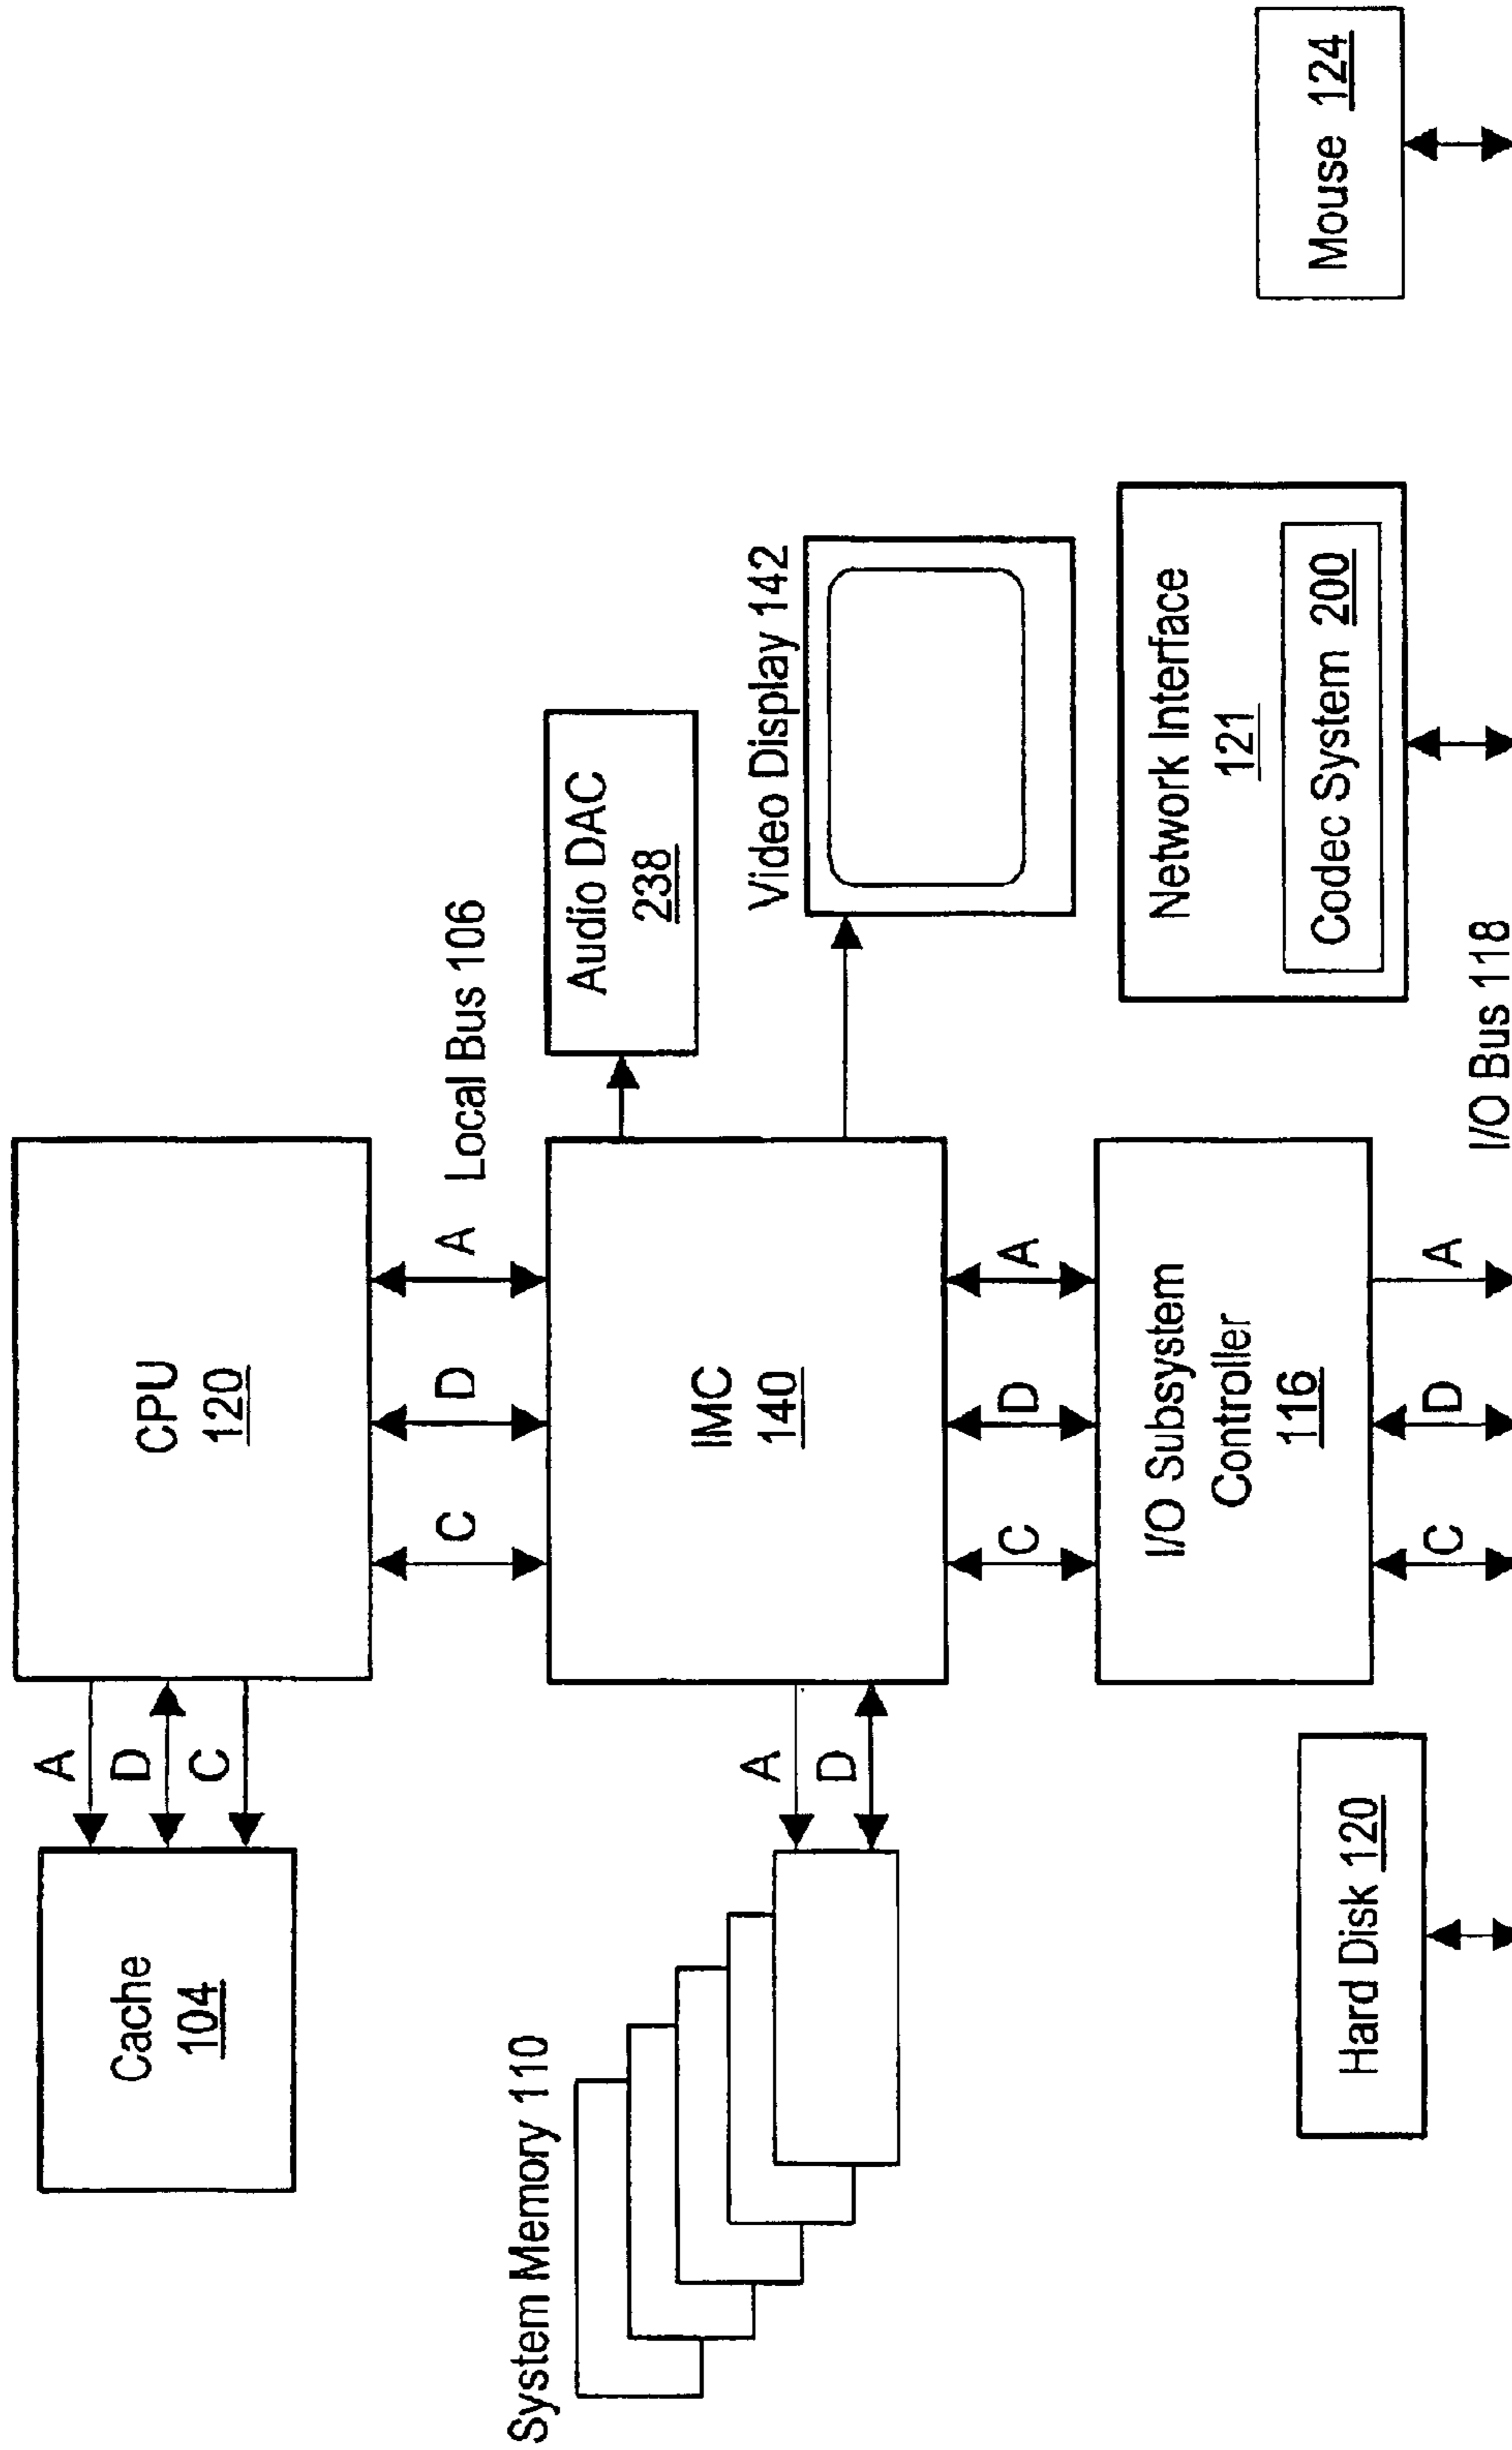 Cache
104
A
D
C
CPU
120
C
D
A
Local Bus 106
System Memory 110
A
D
IMC
140
Audio DAC
238
Video Display 142
C
D
A
I/O Subsystem
Controller
116
Network Interface
121
Codec System 200
Hard Disk 120
Mouse 124
C
D
A
I/O Bus 118